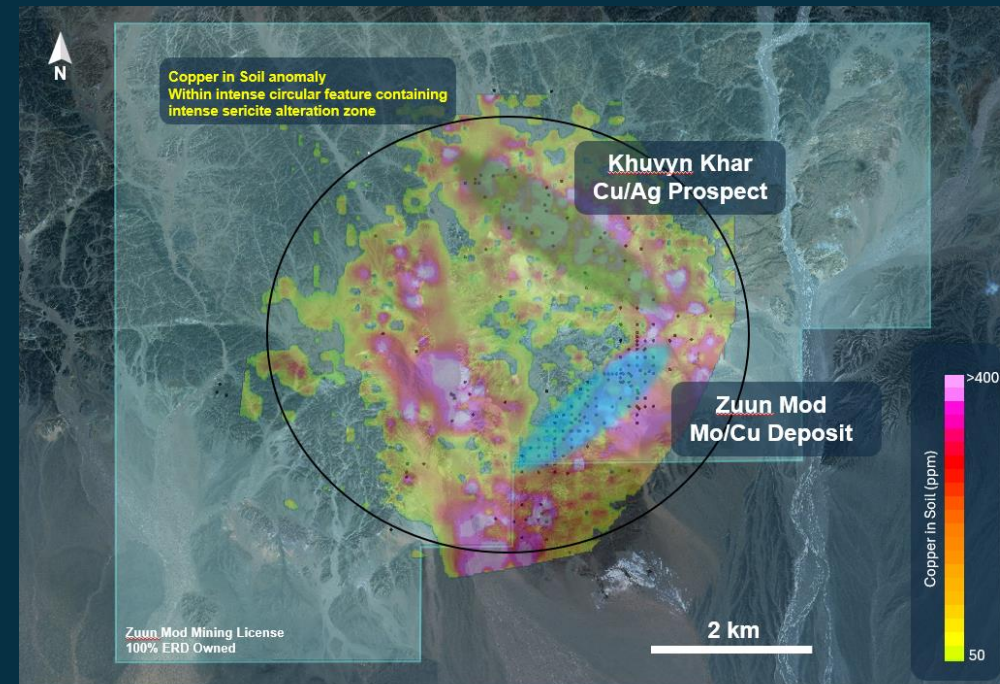 N
Copper in Soil anomaly
Within intense circular feature containing
intense sericite alteration zone
Khuvyn Khar
Cu/Ag Prospect
Zuun Mod
Mo/Cu Deposit
>400
Copper in Soil (ppm)
50
2 km
Zuun Mod Mining License
100% ERD Owned